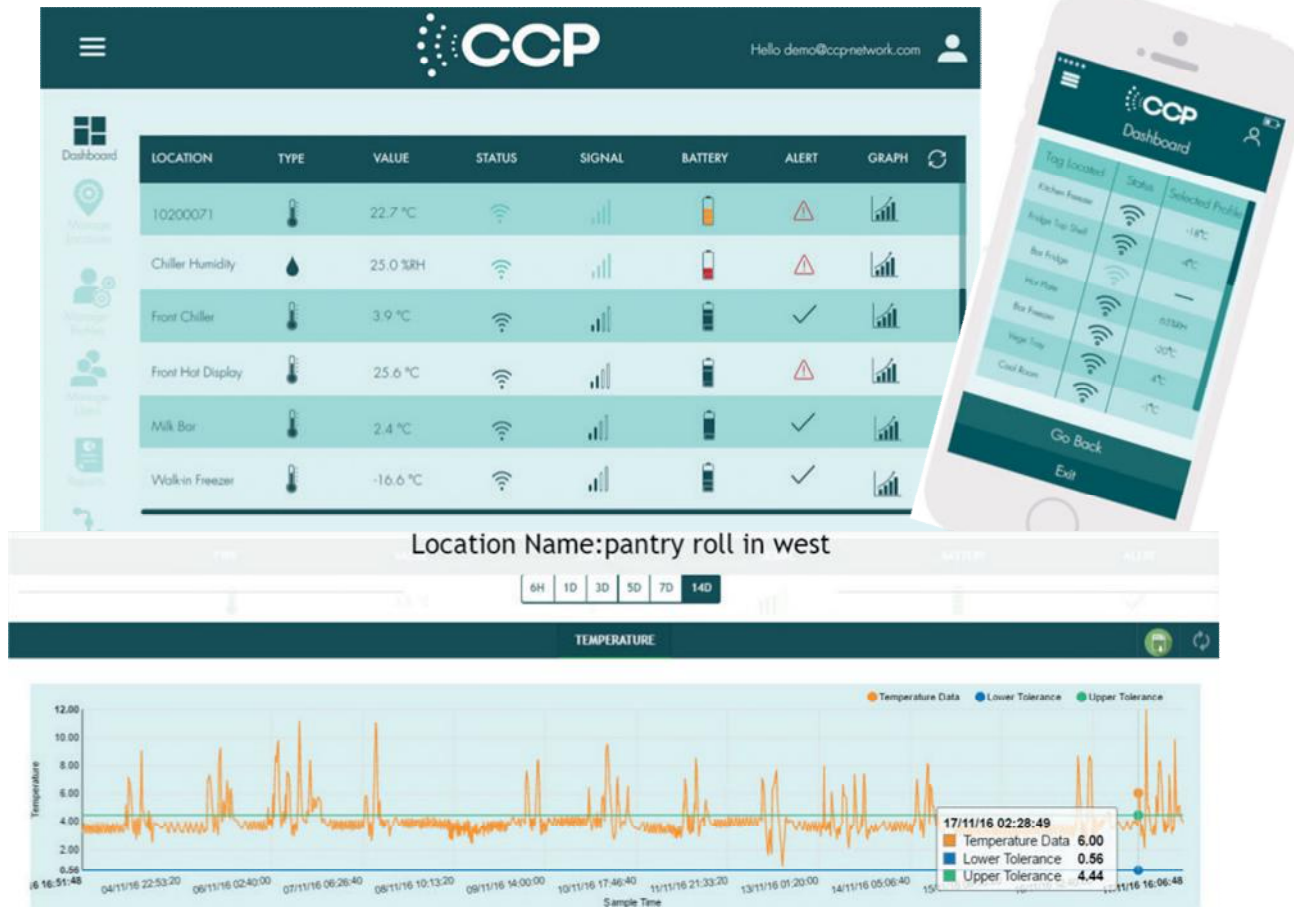 CCP
Hello demo@ccp-network.com
Dashboard
LOCATION TYPE VALUE STATUS SIGNAL BATTERY ALERT GRAPH
10200071 22.7 °C
Chiller Humidity 25.0 %RH
Front Chiller 3.9 °C
Front Hot Display 25.6 °C
Milk Bar 2.4 °C
Walk-in Freezer -16.6 °C
Manage
Manage
Manage
Reports
CCP
Dashboard
Tag Located Status Selected Profile
Kitchen Freezer -18°C
Fridge Top Shelf
Bar Fridge
Hot Plate
Bar Freezer -20°C
Vege Tray
Cool Room
Go Back
Exit
Location Name:pantry roll in west
6H 1D 3D 5D 7D 14D
TEMPERATURE
Temperature Data Lower Tolerance Upper Tolerance
Temperature
12.00
10.00
8.00
6.00
4.00
2.00
0.56
17/11/16 02:28:49
Temperature Data 6.00
Lower Tolerance 0.56
Upper Tolerance 4.44
16:51:48 04/11/16 22:53:20 06/11/16 02:40:00 07/11/16 06:26:40 08/11/16 10:13:20 09/11/16 14:00:00 10/11/16 17:46:40 11/11/16 21:33:20 13/11/16 01:20:00 14/11/16 05:06:40 16:06:48
Sample Time